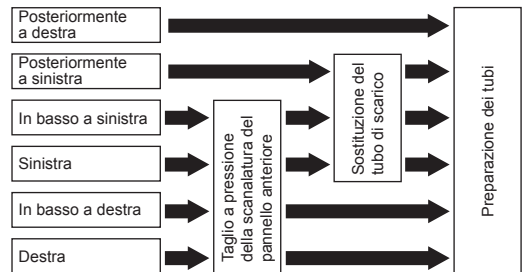 Posteriormente
a destra
Posteriormente
a sinistra
In basso a sinistra
Sinistra
In basso a destra
Destra
Taglio a pressione
della scanalatura del
pannello anteriore
Sostituzione del
tubo di scarico
Preparazione dei tubi